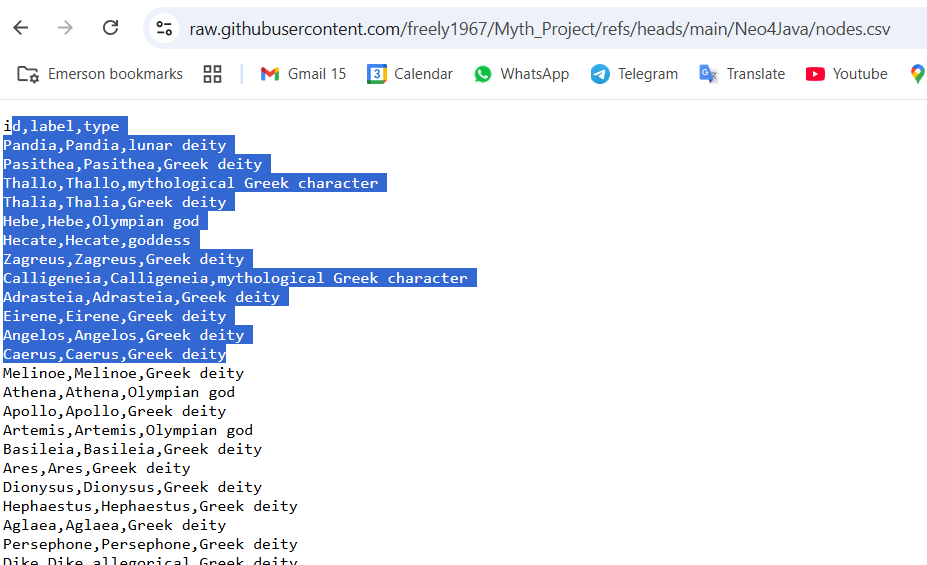 raw.githubusercontent.com/freely1967/Myth_Project/refs/heads/main/Neo4Java/nodes.csv
Emerson bookmarks Gmail 15 Calendar WhatsApp Telegram Translate Youtube
id,label,type
Pandia,Pandia,lunar deity
Pasithea,Pasithea,Greek deity
Thallo,Thallo,mythological Greek character
Thalia,Thalia,Greek deity
Hebe,Hebe,Olympian god
Hecate,Hecate,goddess
Zagreus,Zagreus,Greek deity
Calligeneia,Calligeneia,mythological Greek character
Adrasteia,Adrasteia,Greek deity
Eirene,Eirene,Greek deity
Angelos,Angelos,Greek deity
Caerus,Caerus,Greek deity
Melinoe,Melinoe,Greek deity
Athena,Athena,Olympian god
Apollo,Apollo,Greek deity
Artemis,Artemis,Olympian god
Basileia,Basileia,Greek deity
Ares,Ares,Greek deity
Dionysus,Dionysus,Greek deity
Hephaestus,Hephaestus,Greek deity
Aglaea,Aglaea,Greek deity
Persephone,Persephone,Greek deity
Dike,Dike,allegorical Greek deity